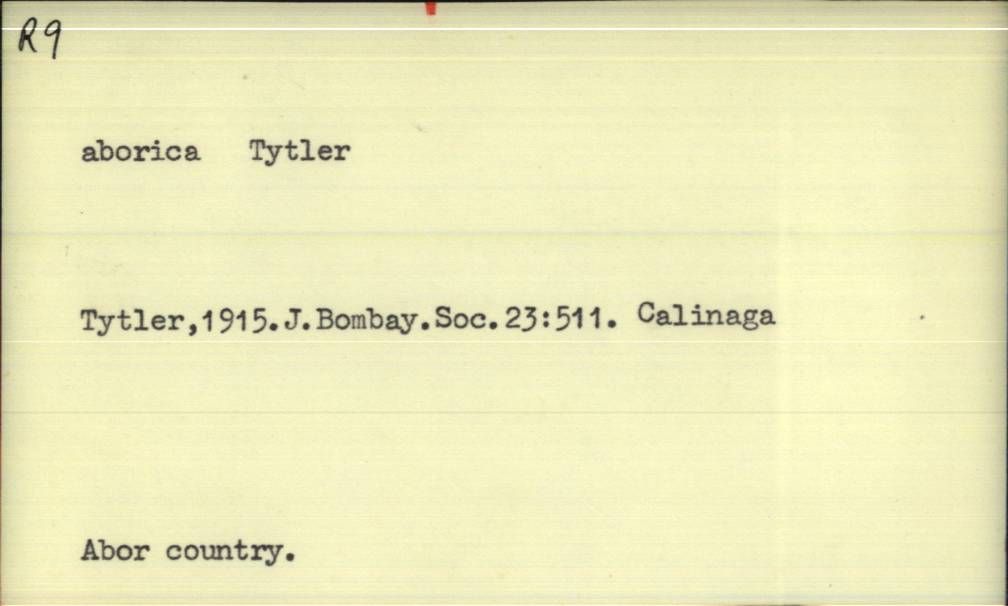 R9
aborica Tytler
Tytler,1915.J.Bombay.Soc.23:511. Calinaga
Abor country.